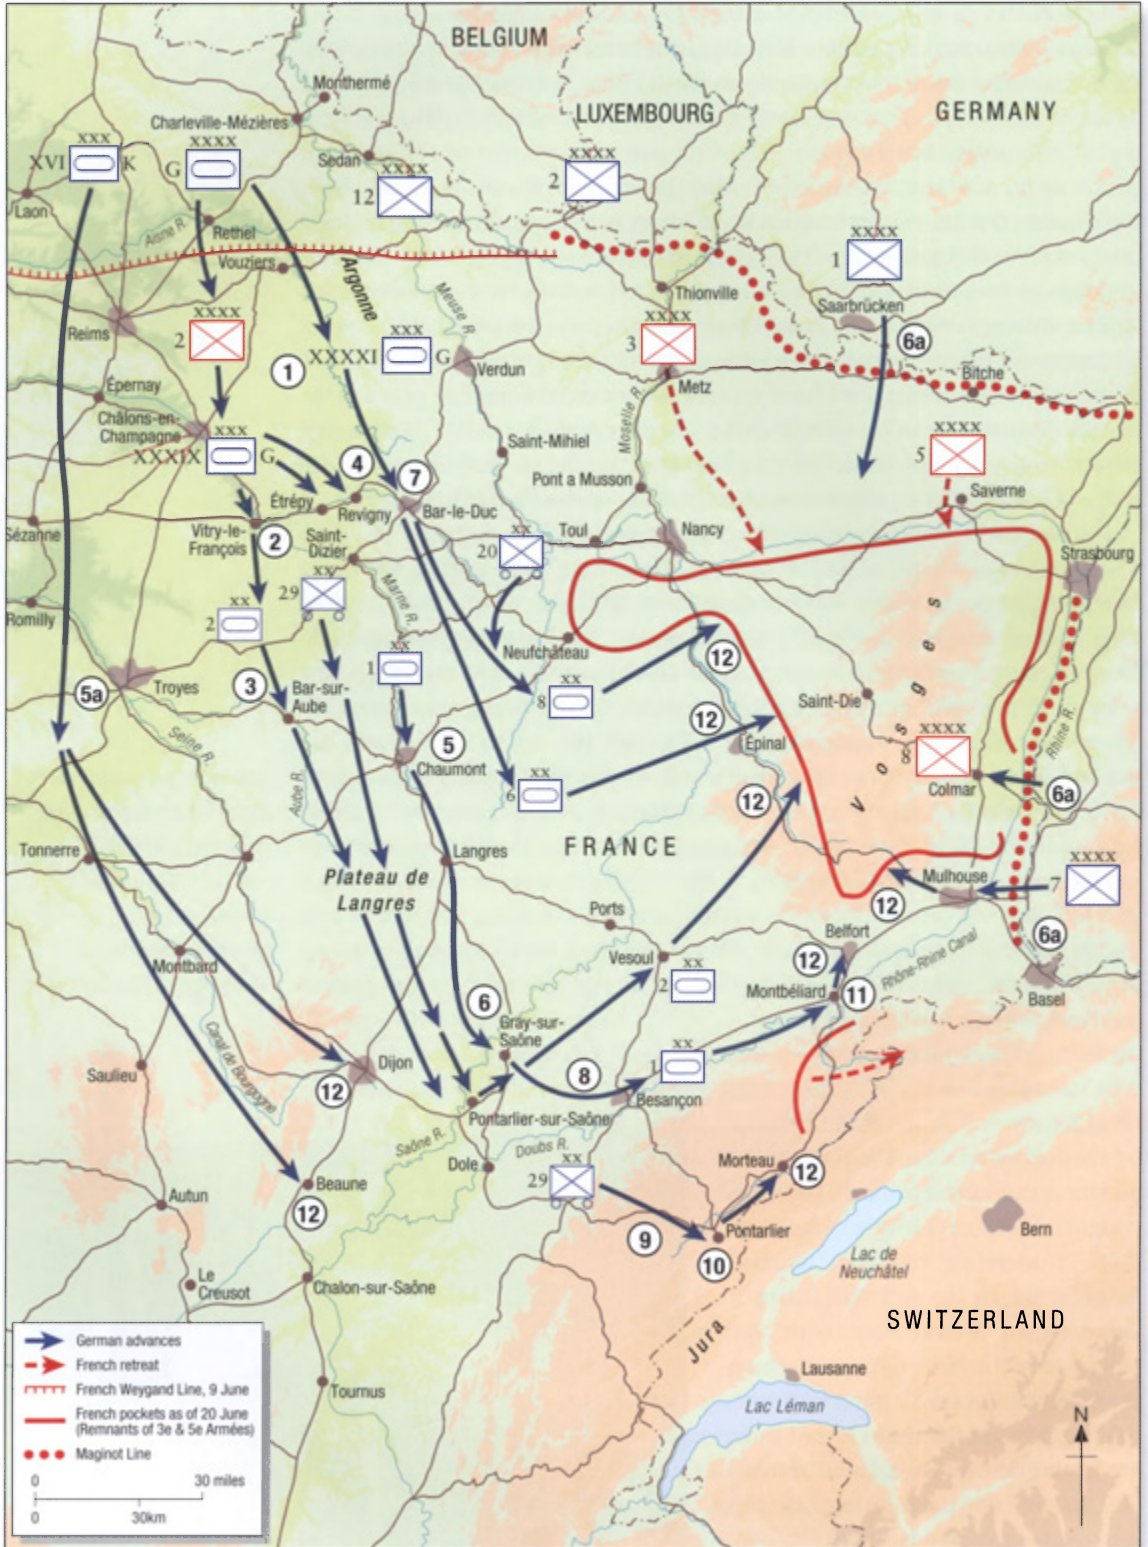 BELGIUM
Monthermé
LUXEMBOURG
GERMANY
Charleville-Mézières
xxx
XVI K
xxxx
G
Sedan
xxxx
12
xxxx
2
Laon
Aisne R.
Rethel
Vouziers
Argonne
Meuse R.
xxxx
1
Thionville
Saarbrücken
6a
Reims
xxxx
2
1
xxx
XXXXI G
Verdun
xxxx
3
Metz
Bitche
Épernay
Châlons-en-
Champagne
xxx
XXXIX G
4
7
Saint-Mihiel
Moselle R.
Pont a Musson
xxxx
5
Saverne
Sézanne
Étrépy
Revigny
Bar-le-Duc
Vitry-le-
François
2
Saint-
Dizier
xx
20
Toul
Nancy
Strasbourg
Romilly
xx
2
xx
29
Marne R.
Neufchâteau
xx
1
12
Vosges
5a
Troyes
3
Bar-sur-
Aube
xx
8
Saint-Die
Seine R.
5
Chaumont
12
Épinal
xxxx
8
Colmar
Rhine R.
6a
Aube R.
xx
6
12
Tonnerre
FRANCE
Langres
Plateau de
Langres
Mulhouse
xxxx
7
12
Ports
Belfort
6a
Montbard
Vesoul
xx
2
12
Rhône-Rhine Canal
Montbéliard
11
Basel
Canal de Bourgogne
6
Gray-sur-
Saône
xx
1
Saulieu
Dijon
12
8
Besançon
Pontarlier-sur-Saône
Saône R.
Doubs R.
Dole
xx
29
Morteau
12
Beaune
12
Autun
9
Pontarlier
10
Lac de
Neuchâtel
Bern
Le
Creusot
Chalon-sur-Saône
SWITZERLAND
Jura
Tournus
Lausanne
Lac Léman
N
German advances
French retreat
French Weygand Line, 9 June
French pockets as of 20 June
(Remnants of 3e & 5e Armées)
Maginot Line
0 30 miles
0 30km